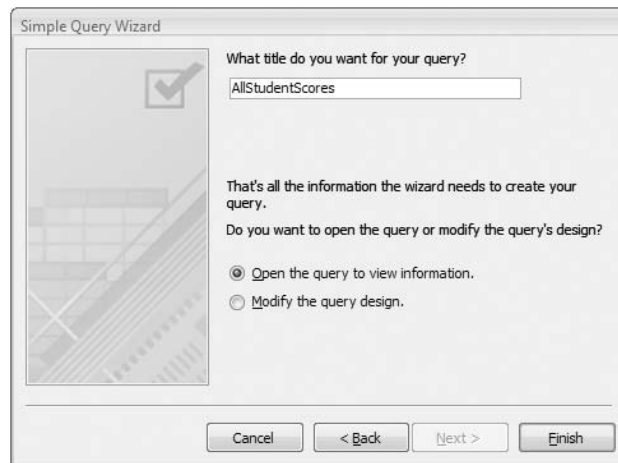 Simple Query Wizard
What title do you want for your query?
AllStudentScores
That's all the information the wizard needs to create your
query.
Do you want to open the query or modify the query's design?
Open the query to view information.
Modify the query design.
Cancel
< Back
Next >
Finish